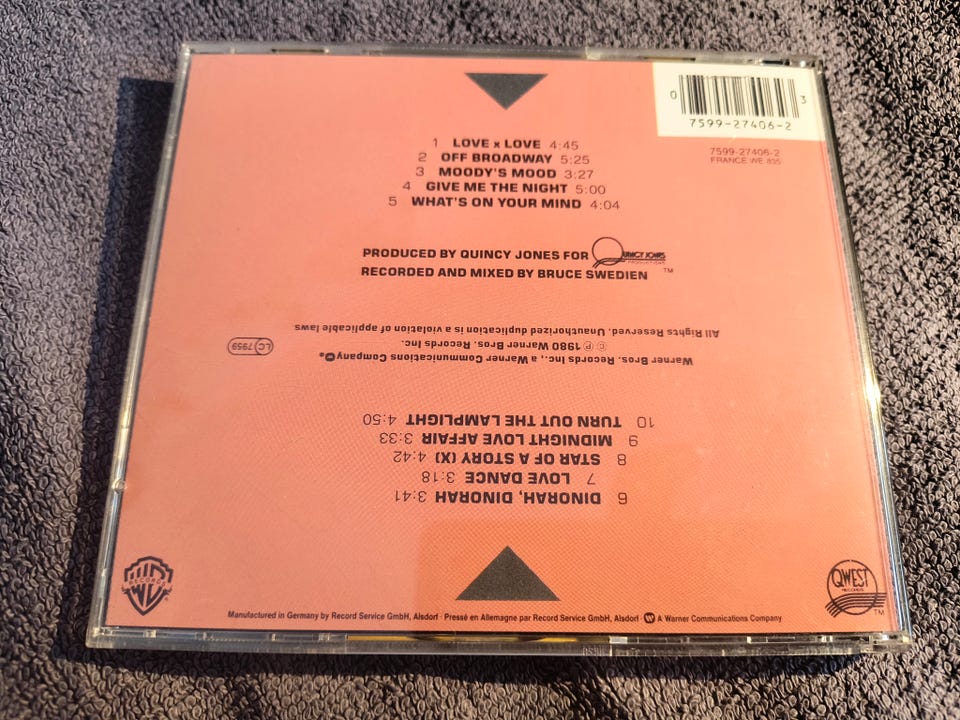 0 7599-27406-2 3
7599-27406-2
FRANCE WE 835
1 LOVE x LOVE 4:45
2 OFF BROADWAY 5:25
3 MOODY'S MOOD 3:27
4 GIVE ME THE NIGHT 5:00
5 WHAT'S ON YOUR MIND 4:04
PRODUCED BY QUINCY JONES FOR QUINCY JONES PRODUCTIONS
RECORDED AND MIXED BY BRUCE SWEDIEN ™
6 DINORAH, DINORAH 3:41
7 LOVE DANCE 3:18
8 STAR OF A STORY (X) 4:42
9 MIDNIGHT LOVE AFFAIR 3:33
10 TURN OUT THE LAMPLIGHT 4:50
Warner Bros. Records Inc., a Warner Communications Company
©℗ 1980 Warner Bros. Records Inc.
All Rights Reserved. Unauthorized duplication is a violation of applicable laws.
LC 7959
WB RECORDS
QWEST RECORDS ™
Manufactured in Germany by Record Service GmbH, Alsdorf · Pressé en Allemagne par Record Service GmbH, Alsdorf · A Warner Communications Company